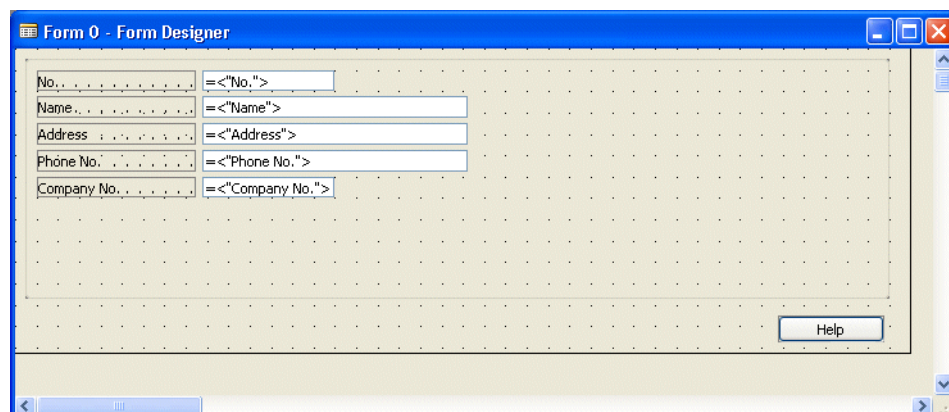 Form 0 - Form Designer
No. =<"No.">
Name =<"Name">
Address =<"Address">
Phone No. =<"Phone No.">
Company No. =<"Company No.">
Help